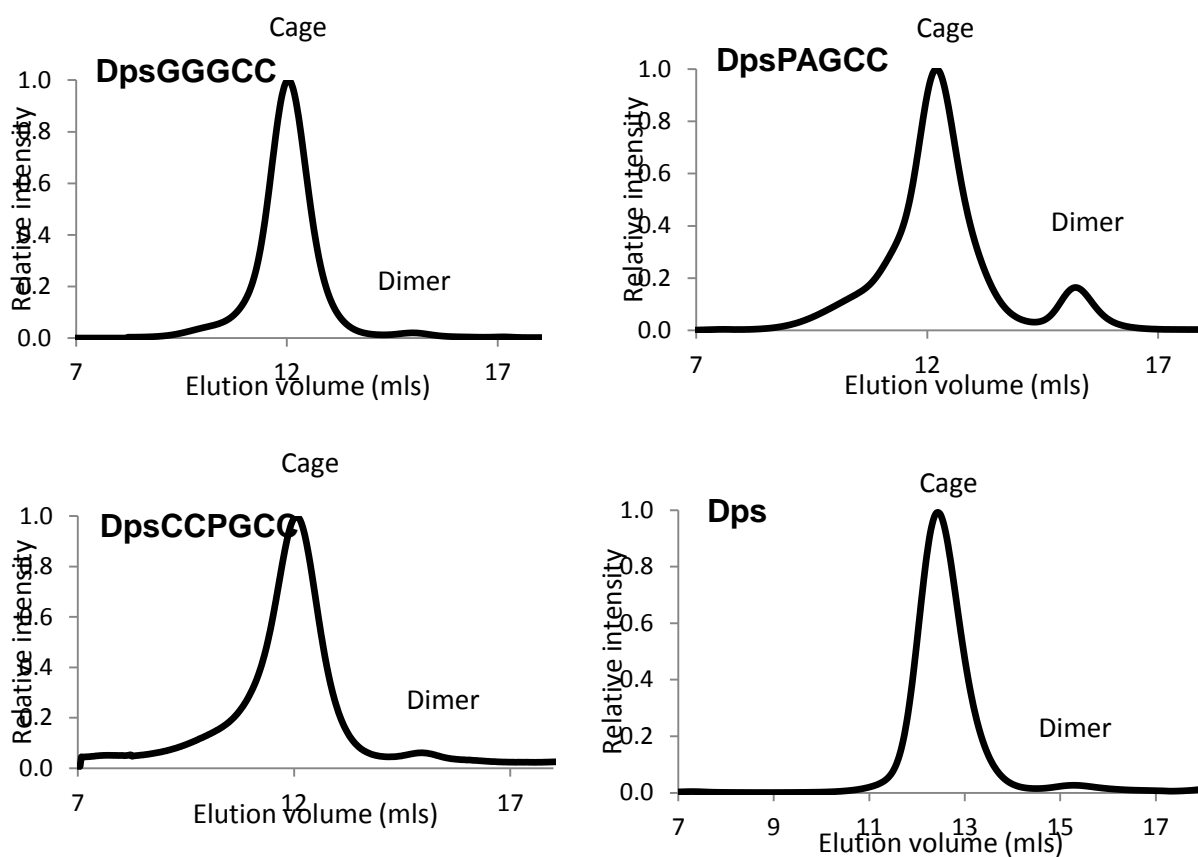 Cage
DpsGGGCC
Relative intensity
1.0
0.8
0.6
0.4
0.2
0.0
Dimer
7
12
17
Elution volume (mls)
Cage
DpsPAGCC
Relative intensity
1.0
0.8
0.6
0.4
0.2
0.0
Dimer
7
12
17
Elution volume (mls)
Cage
DpsCCPGCC
Relative intensity
1.0
0.8
0.6
0.4
0.2
0.0
Dimer
7
12
17
Elution volume (mls)
Cage
Dps
Relative intensity
1.0
0.8
0.6
0.4
0.2
0.0
Dimer
7
9
11
13
15
17
Elution volume (mls)